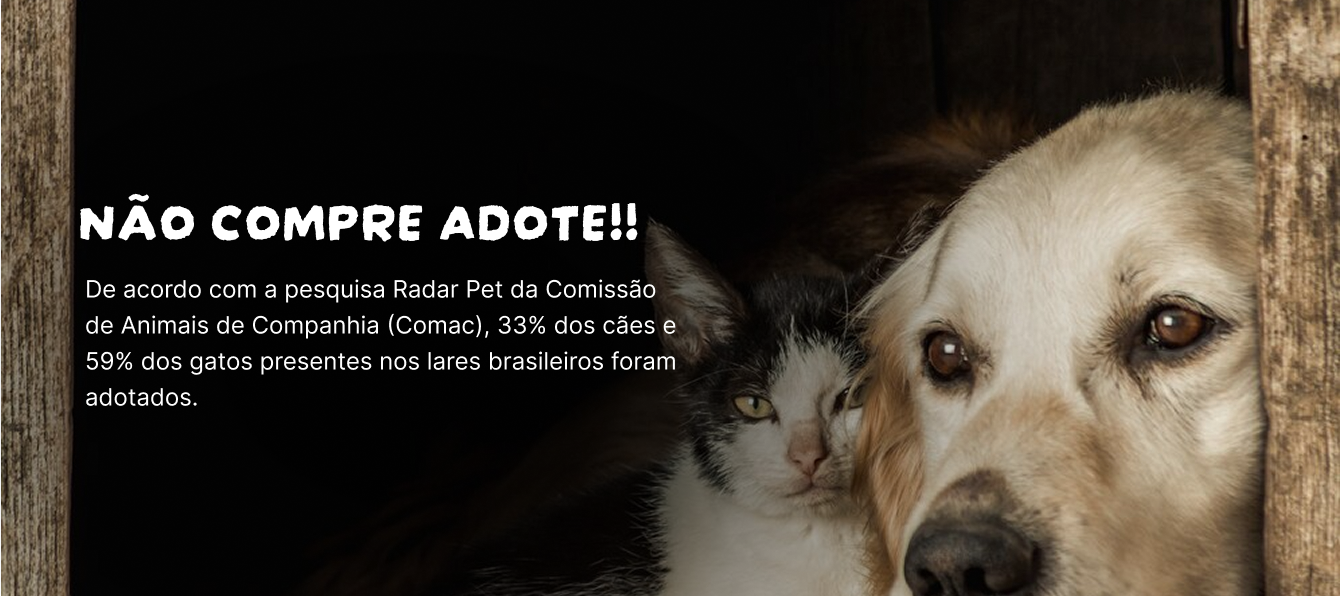 NÃO COMPRE ADOTE!!
De acordo com a pesquisa Radar Pet da Comissão
de Animais de Companhia (Comac), 33% dos cães e
59% dos gatos presentes nos lares brasileiros foram
adotados.